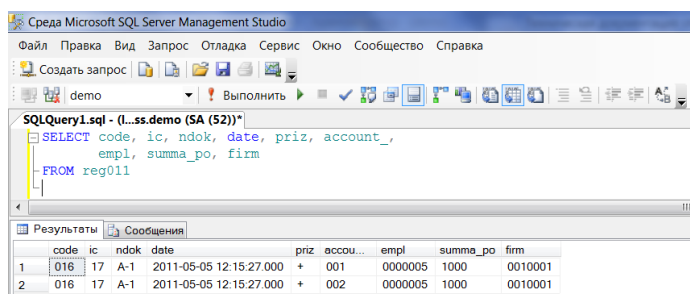 Среда Microsoft SQL Server Management Studio
Файл Правка Вид Запрос Отладка Сервис Окно Сообщество Справка
Создать запрос
demo Выполнить
SQLQuery1.sql - (l...ss.demo (SA (52))*
SELECT code, ic, ndok, date, priz, account_,
empl, summa_po, firm
FROM reg011
Результаты Сообщения
code ic ndok date priz accou... empl summa_po firm
1 016 17 A-1 2011-05-05 12:15:27.000 + 001 0000005 1000 0010001
2 016 17 A-1 2011-05-05 12:15:27.000 + 002 0000005 1000 0010001